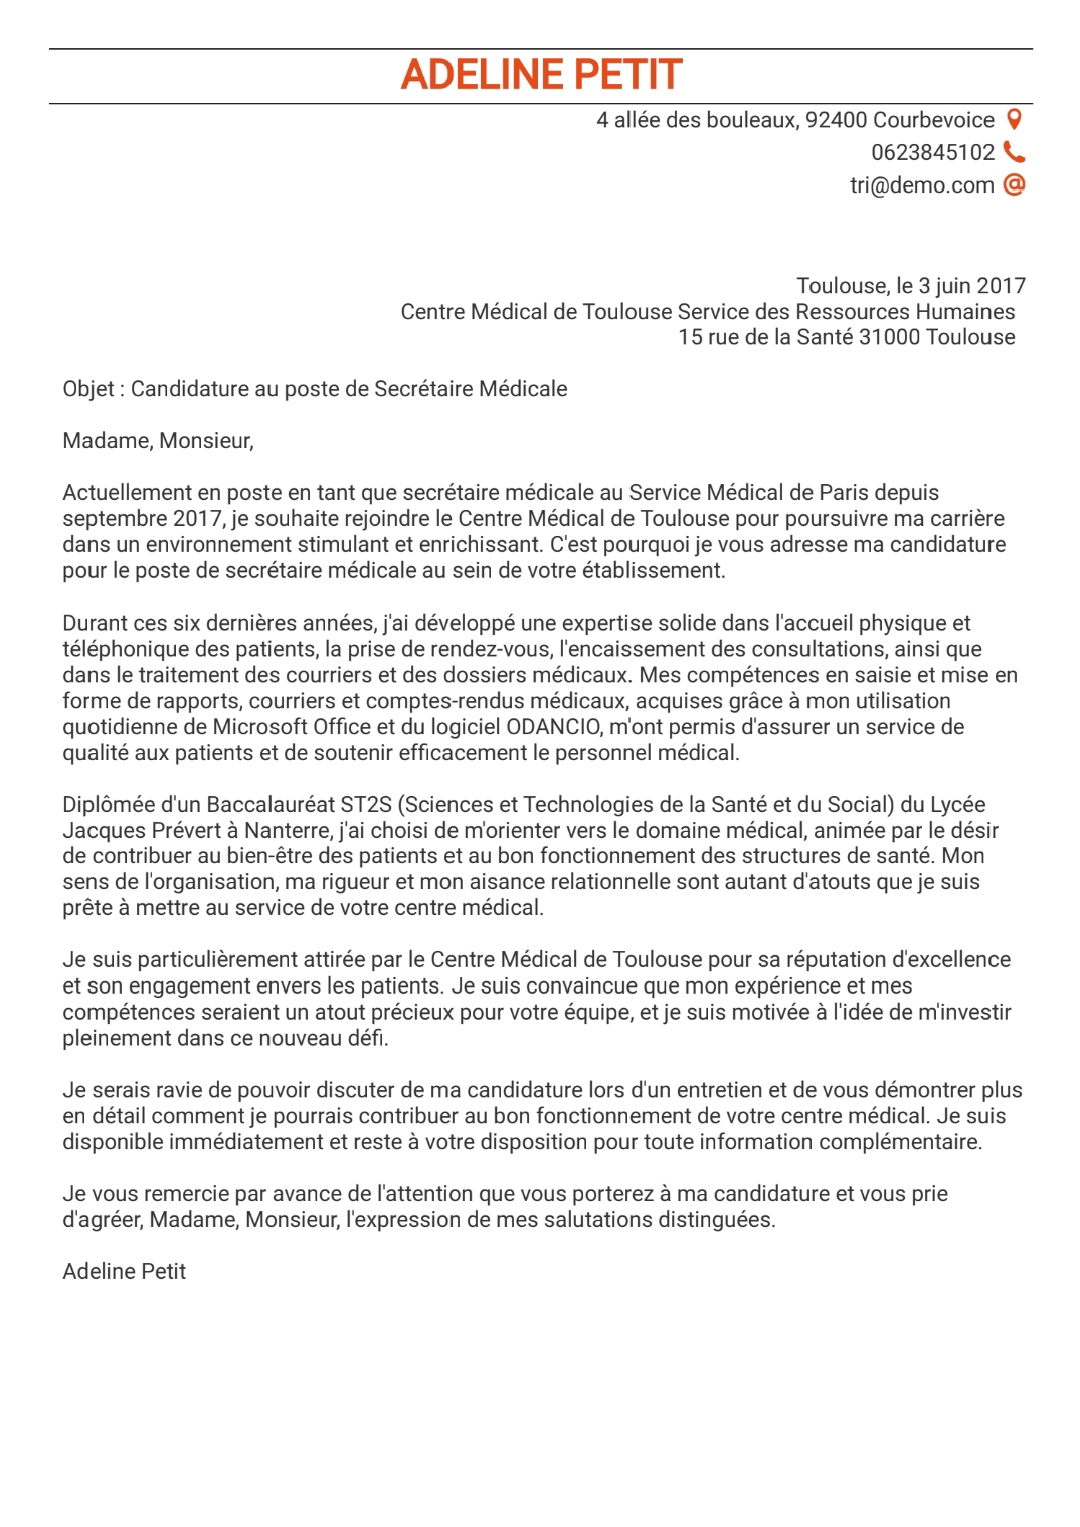 ADELINE PETIT
4 allée des bouleaux, 92400 Courbevoice
0623845102
tri@demo.com
Toulouse, le 3 juin 2017
Centre Médical de Toulouse Service des Ressources Humaines
15 rue de la Santé 31000 Toulouse
Objet : Candidature au poste de Secrétaire Médicale
Madame, Monsieur,
Actuellement en poste en tant que secrétaire médicale au Service Médical de Paris depuis
septembre 2017, je souhaite rejoindre le Centre Médical de Toulouse pour poursuivre ma carrière
dans un environnement stimulant et enrichissant. C'est pourquoi je vous adresse ma candidature
pour le poste de secrétaire médicale au sein de votre établissement.
Durant ces six dernières années, j'ai développé une expertise solide dans l'accueil physique et
téléphonique des patients, la prise de rendez-vous, l'encaissement des consultations, ainsi que
dans le traitement des courriers et des dossiers médicaux. Mes compétences en saisie et mise en
forme de rapports, courriers et comptes-rendus médicaux, acquises grâce à mon utilisation
quotidienne de Microsoft Office et du logiciel ODANCIO, m'ont permis d'assurer un service de
qualité aux patients et de soutenir efficacement le personnel médical.
Diplômée d'un Baccalauréat ST2S (Sciences et Technologies de la Santé et du Social) du Lycée
Jacques Prévert à Nanterre, j'ai choisi de m'orienter vers le domaine médical, animée par le désir
de contribuer au bien-être des patients et au bon fonctionnement des structures de santé. Mon
sens de l'organisation, ma rigueur et mon aisance relationnelle sont autant d'atouts que je suis
prête à mettre au service de votre centre médical.
Je suis particulièrement attirée par le Centre Médical de Toulouse pour sa réputation d'excellence
et son engagement envers les patients. Je suis convaincue que mon expérience et mes
compétences seraient un atout précieux pour votre équipe, et je suis motivée à l'idée de m'investir
pleinement dans ce nouveau défi.
Je serais ravie de pouvoir discuter de ma candidature lors d'un entretien et de vous démontrer plus
en détail comment je pourrais contribuer au bon fonctionnement de votre centre médical. Je suis
disponible immédiatement et reste à votre disposition pour toute information complémentaire.
Je vous remercie par avance de l'attention que vous porterez à ma candidature et vous prie
d'agréer, Madame, Monsieur, l'expression de mes salutations distinguées.
Adeline Petit